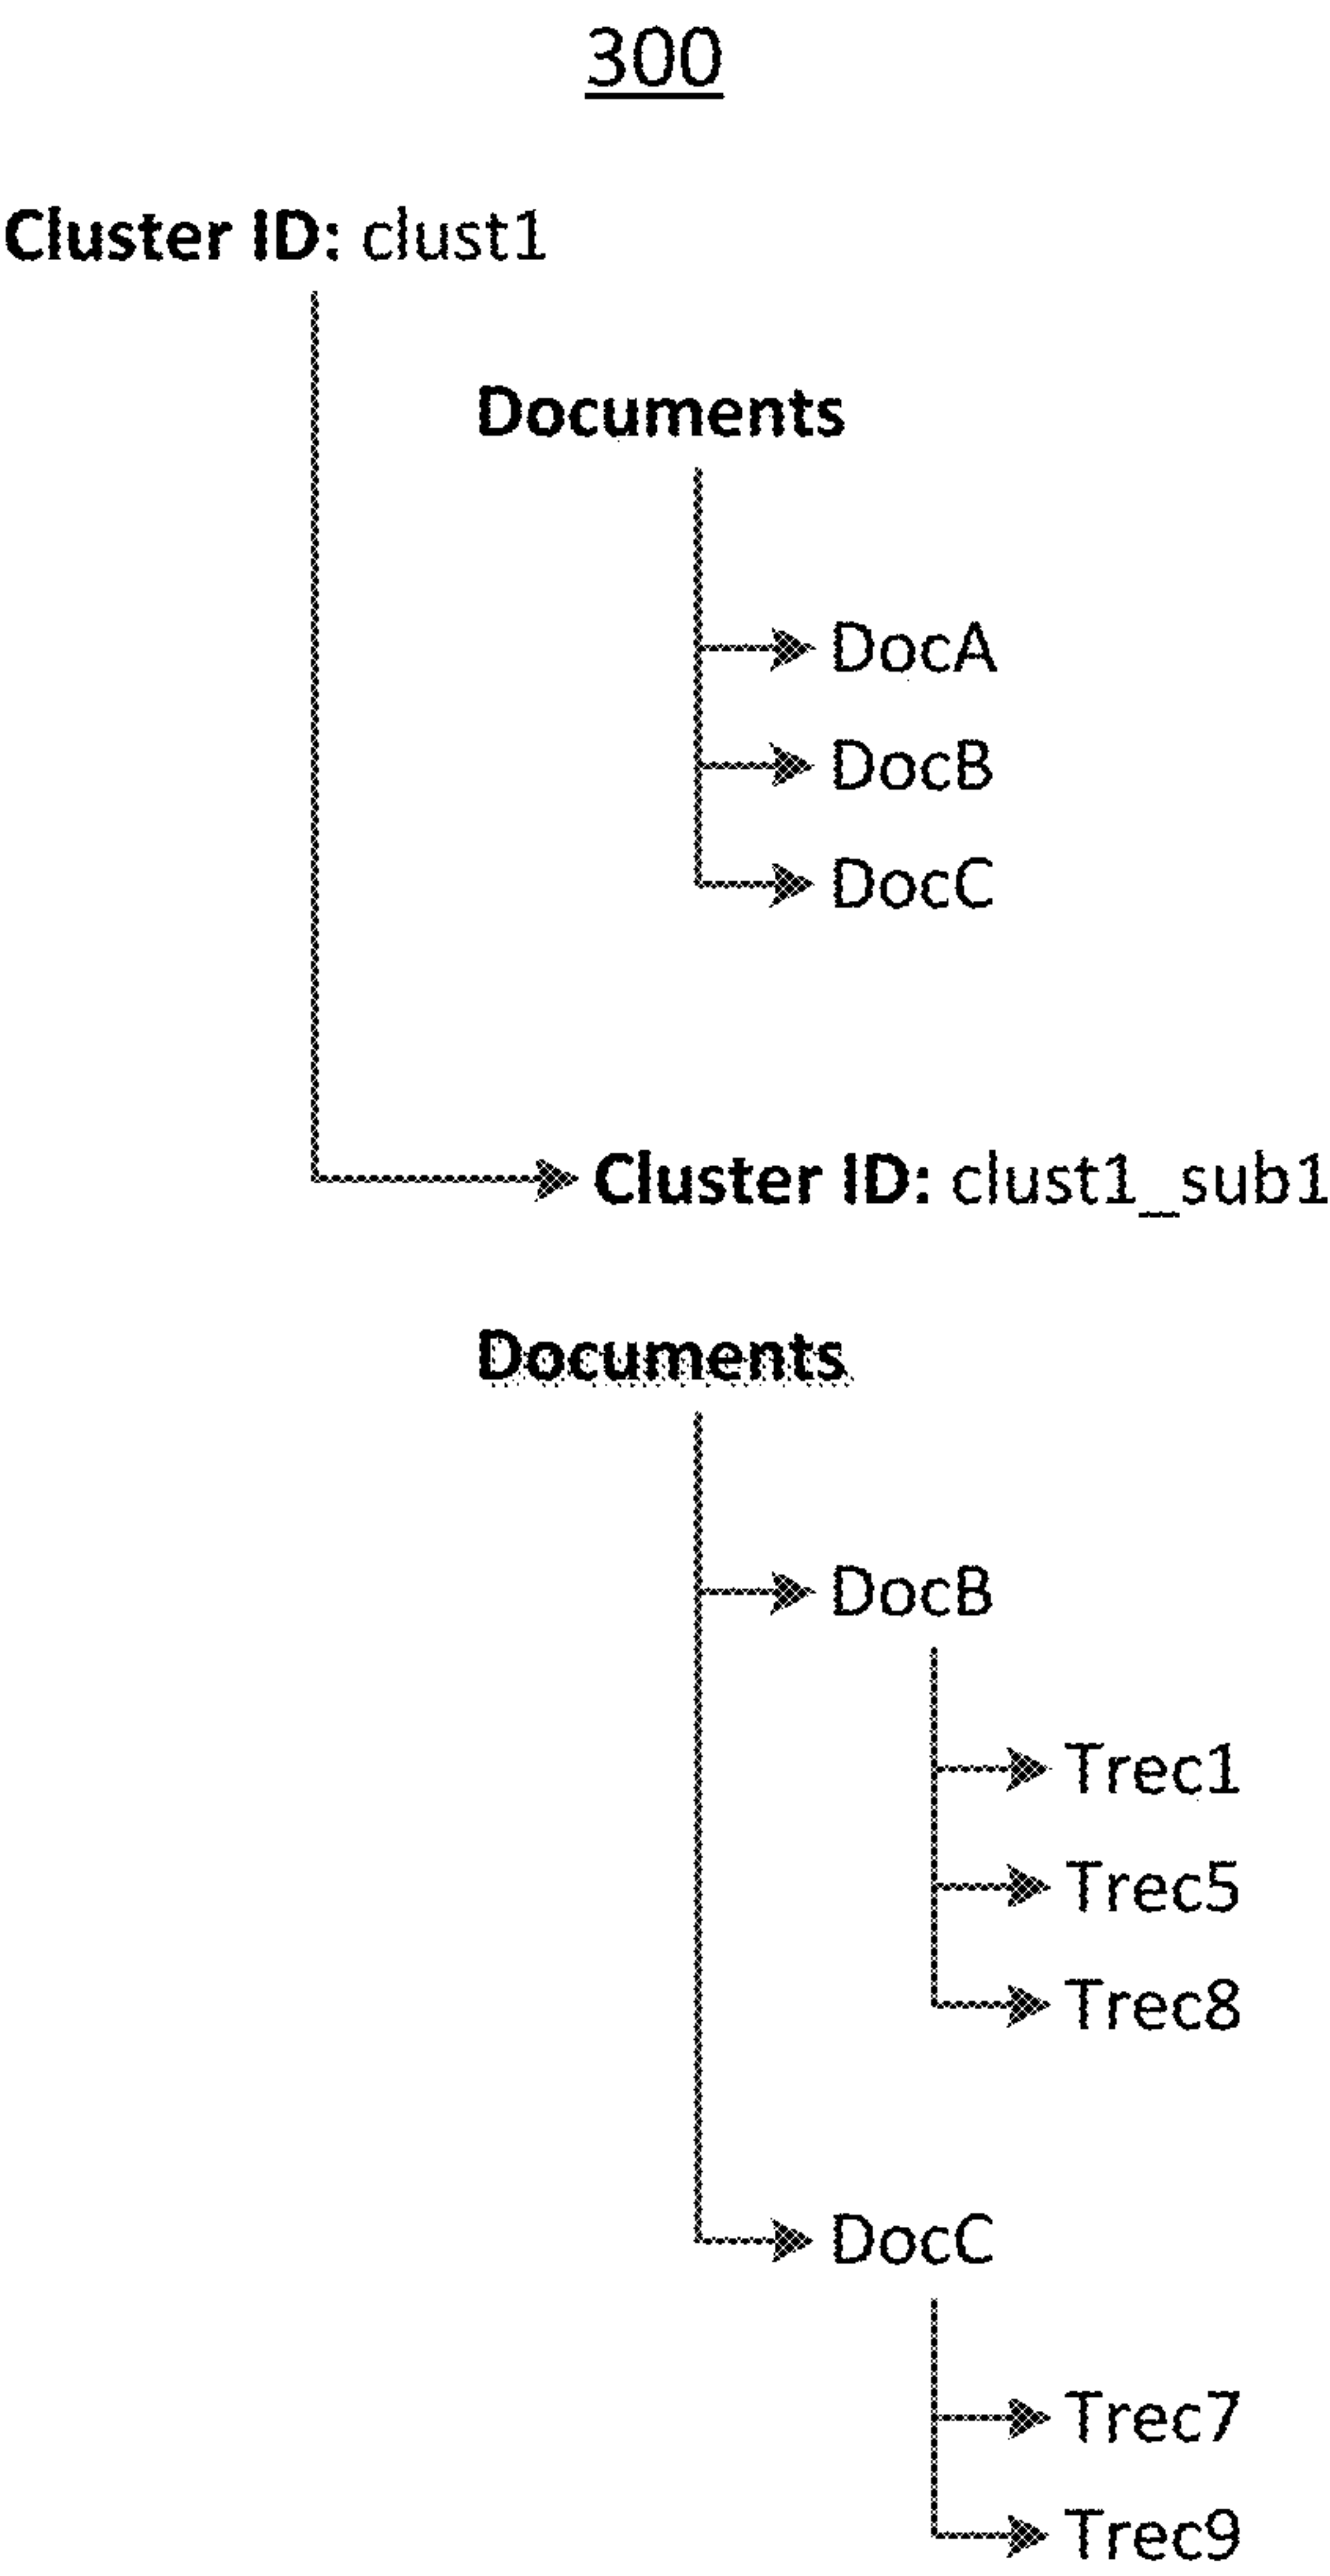 300
Cluster ID: clust1
Documents
DocA
DocB
DocC
Cluster ID: clust1_sub1
Documents
DocB
Trec1
Trec5
Trec8
DocC
Trec7
Trec9